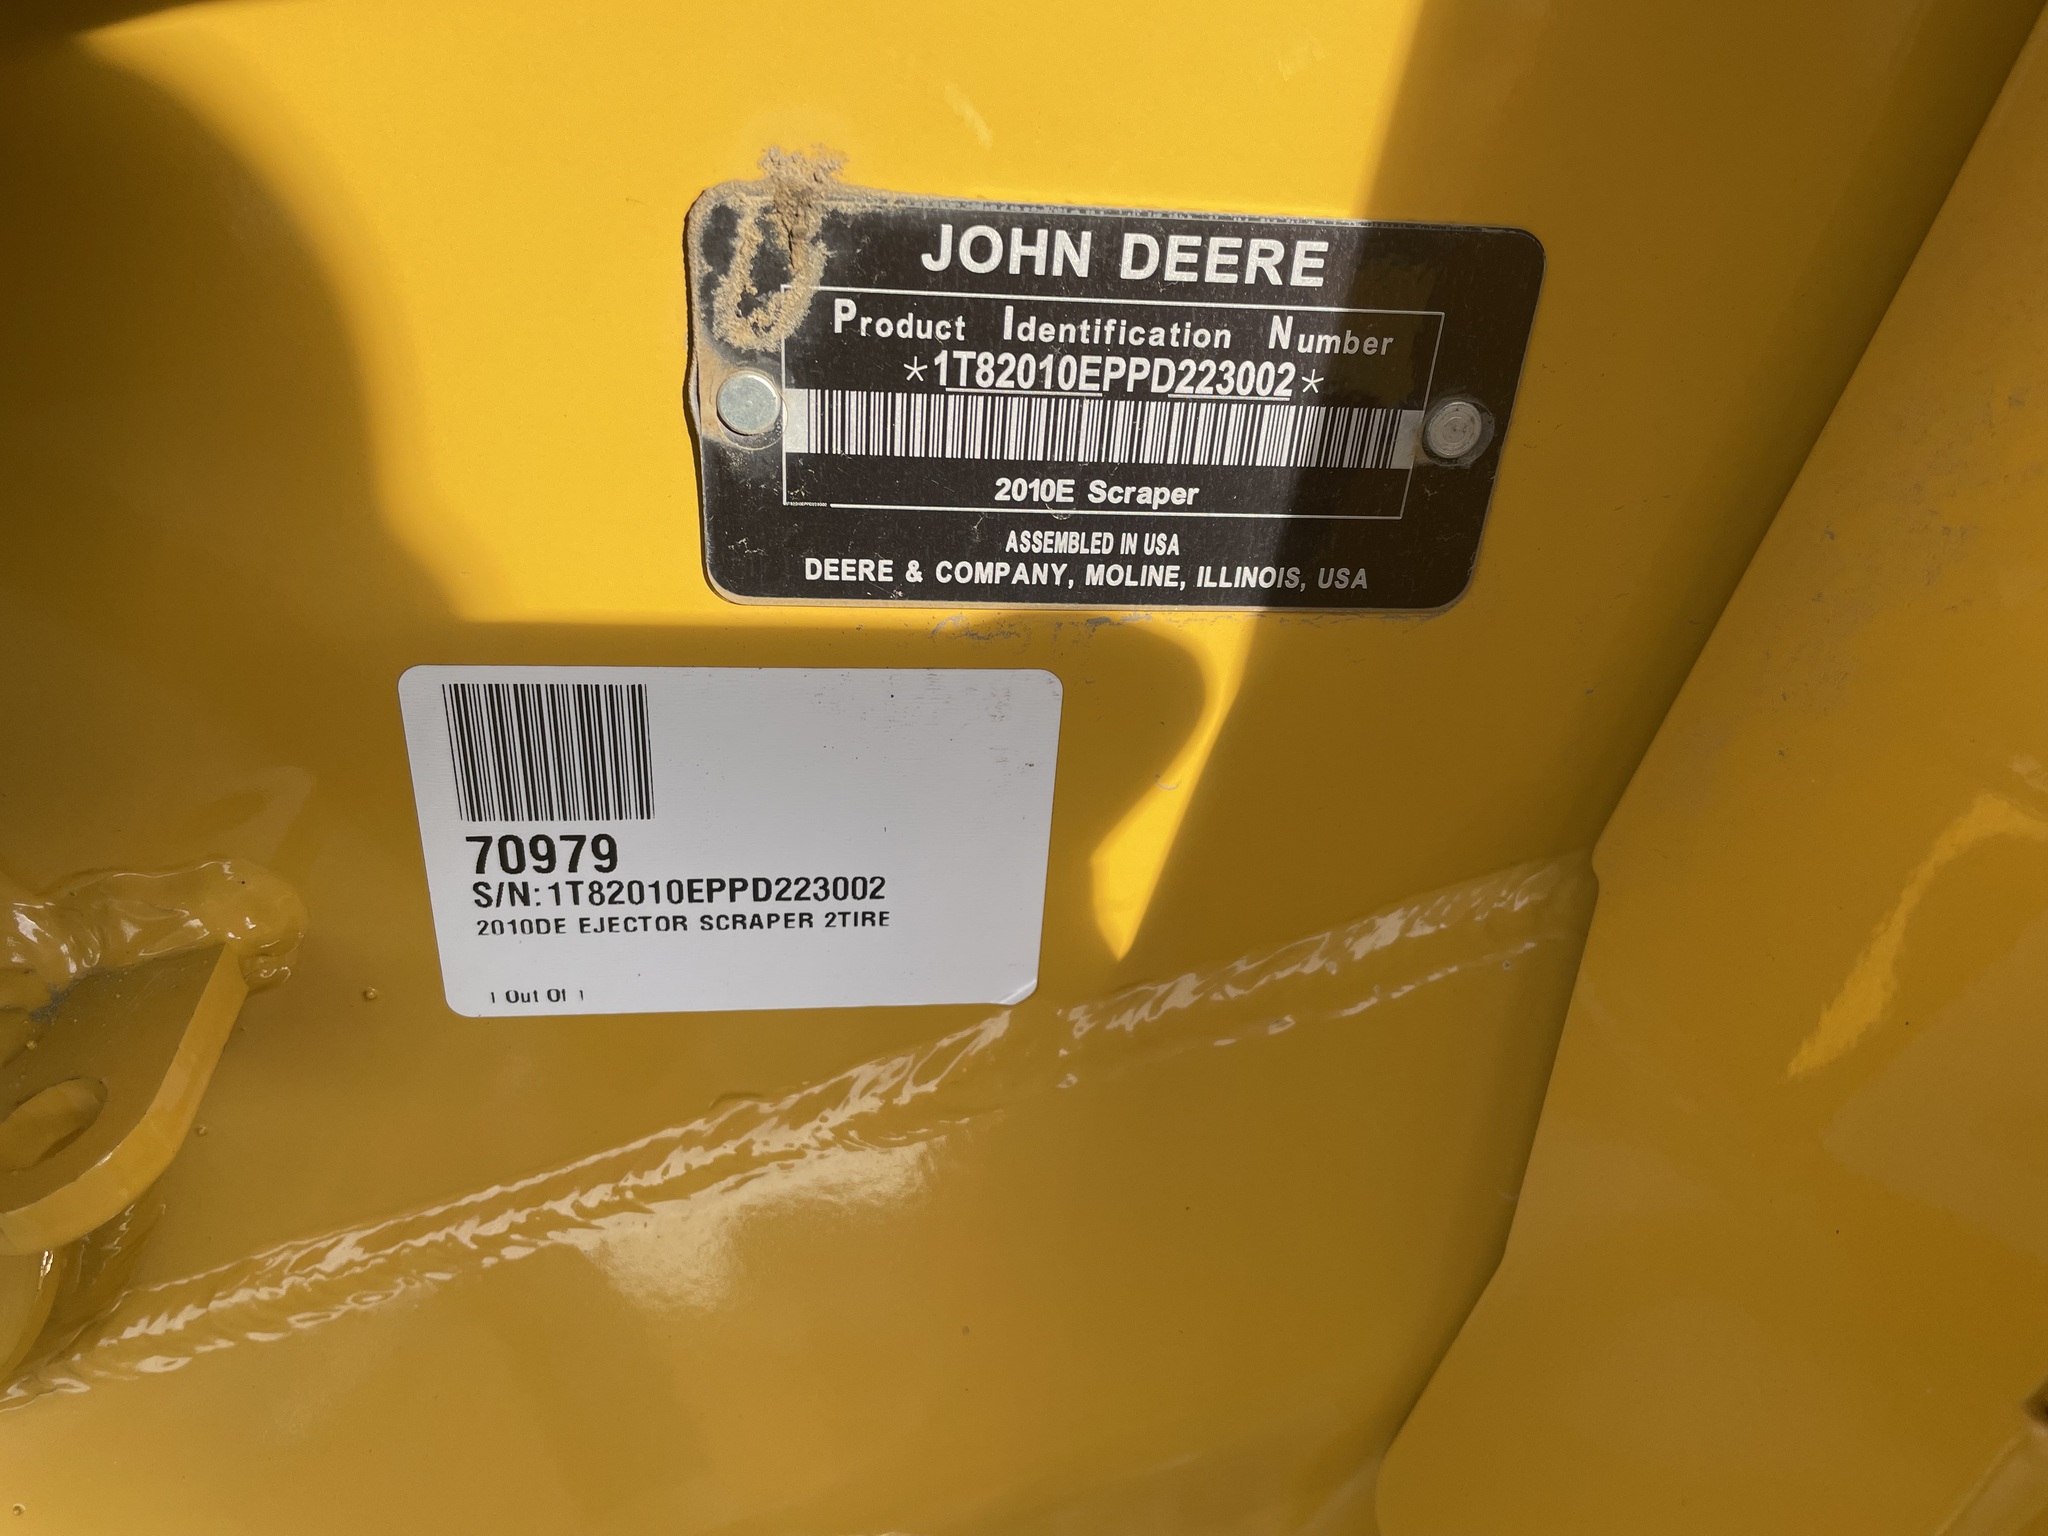 JOHN DEERE
Product Identification Number
*1T82010EPPD223002*
2010E Scraper
ASSEMBLED IN USA
DEERE & COMPANY, MOLINE, ILLINOIS, USA
70979
S/N:1T82010EPPD223002
2010DE EJECTOR SCRAPER 2TIRE
1 Out Of 1